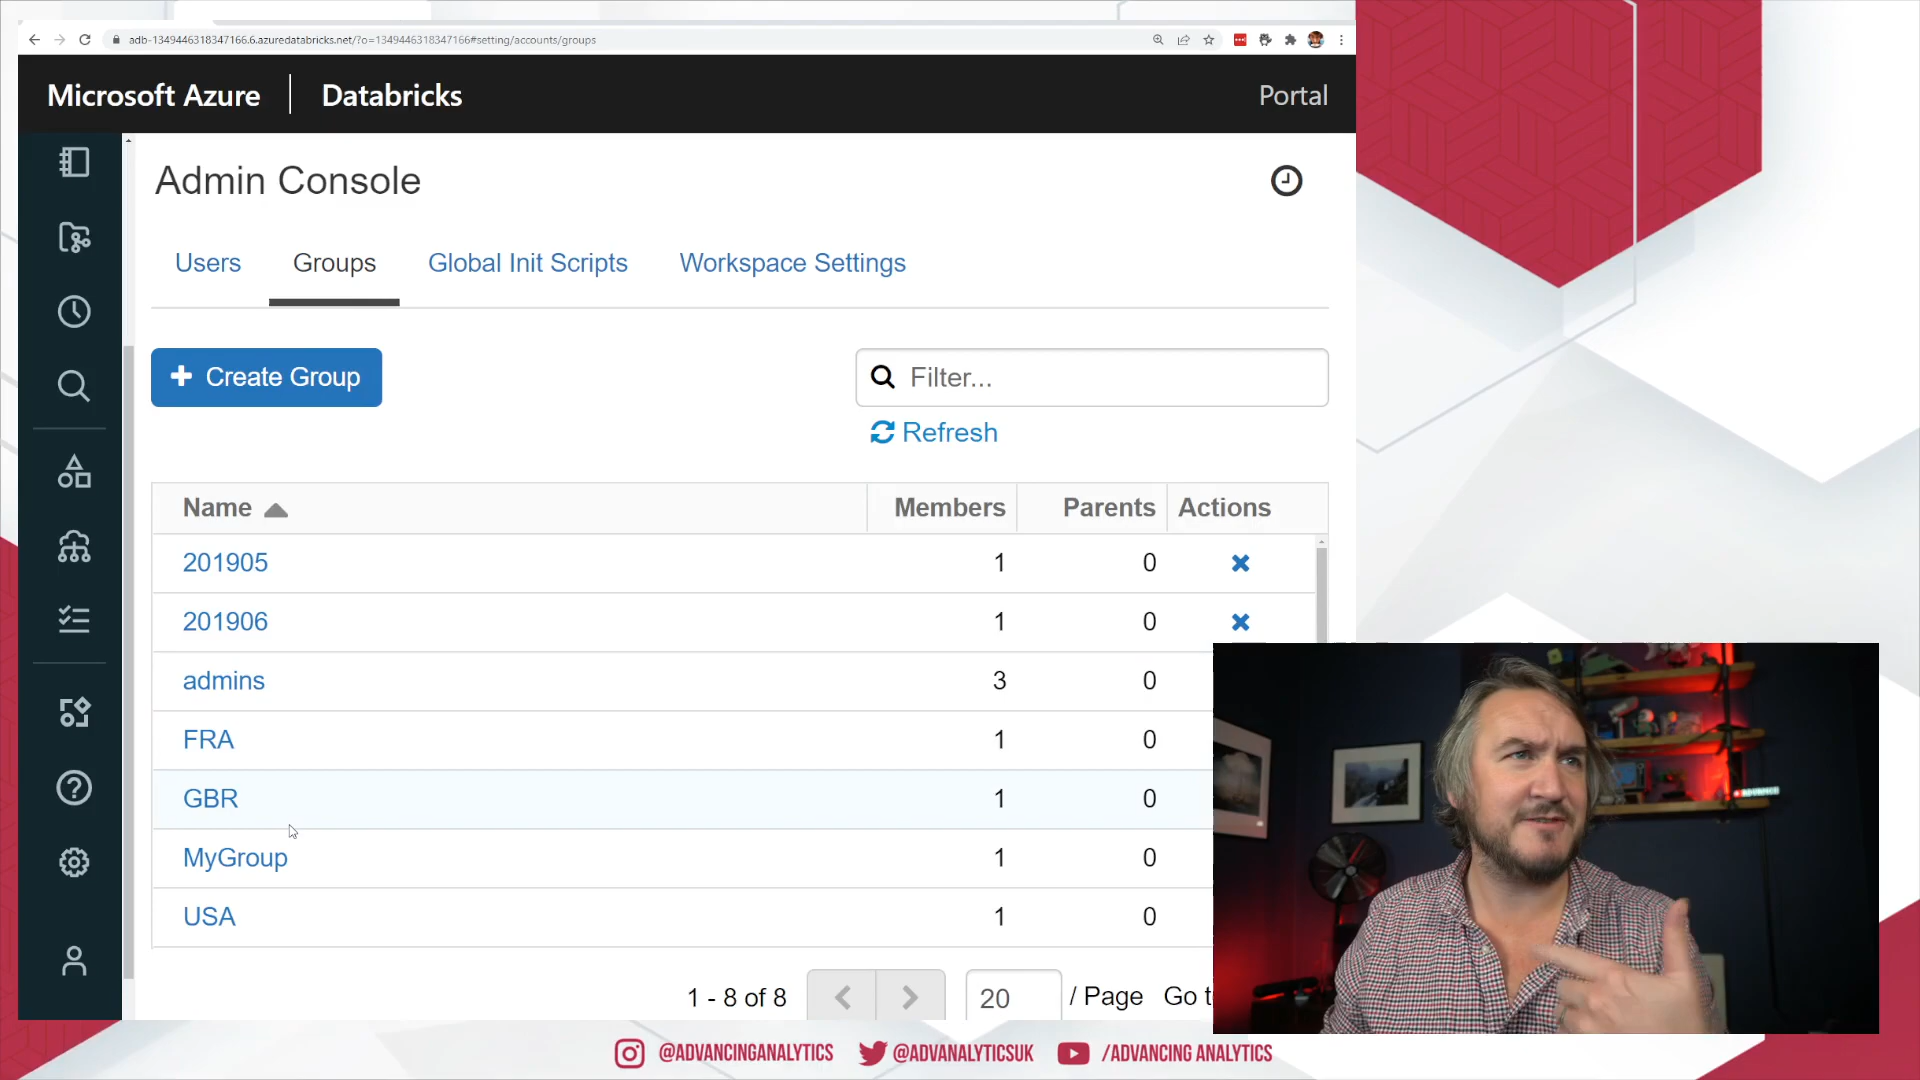 adb-1349446318347166.6.azuredatabricks.net/?o=1349446318347166#setting/accounts/groups
Microsoft Azure | Databricks Portal
Admin Console
Users Groups Global Init Scripts Workspace Settings
+ Create Group Filter...
Refresh
Name Members Parents Actions
201905 1 0
201906 1 0
admins 3 0
FRA 1 0
GBR 1 0
MyGroup 1 0
USA 1 0
1 - 8 of 8 20 / Page Go t
@ADVANCINGANALYTICS @ADVANALYTICSUK /ADVANCING ANALYTICS